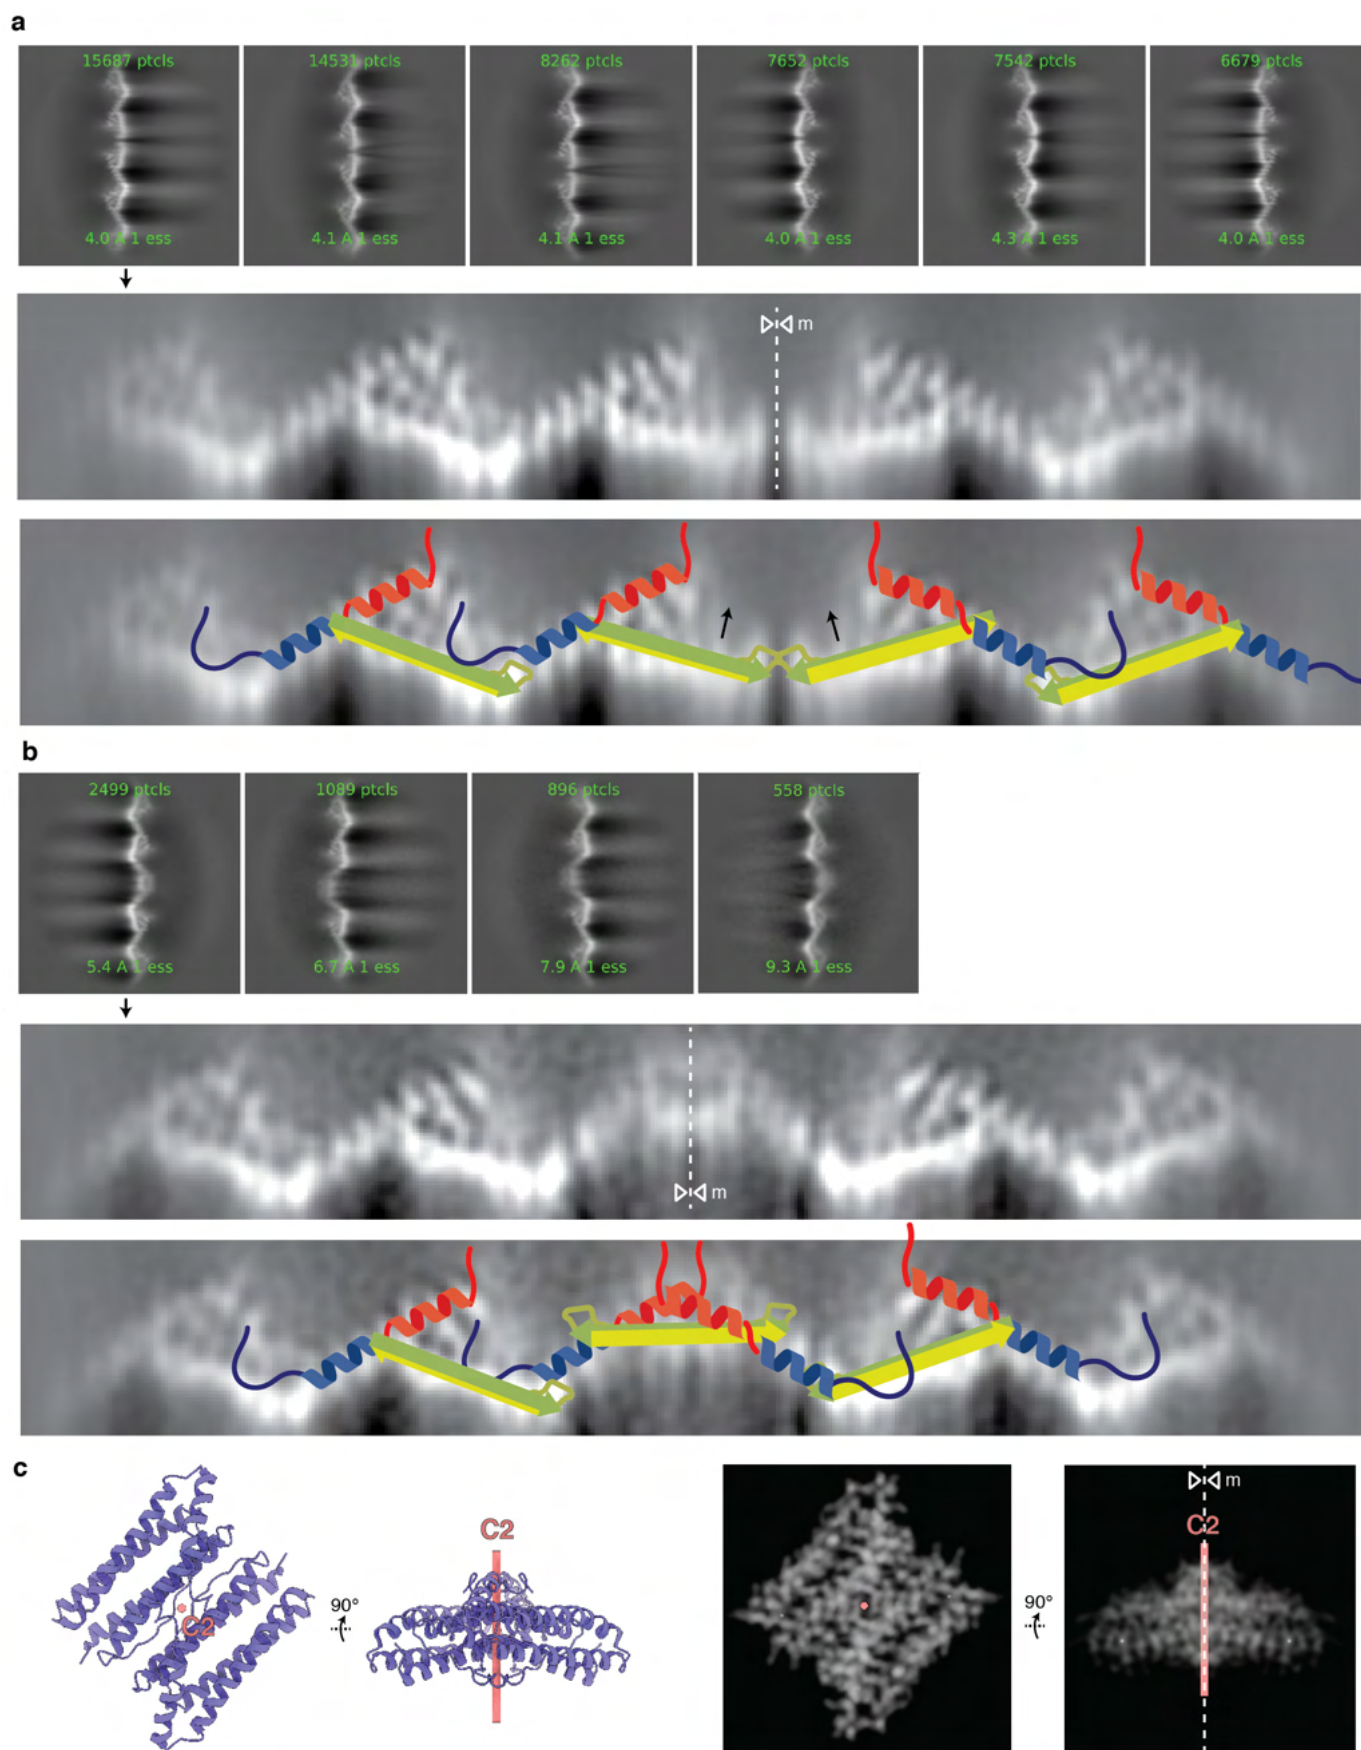 a
15687 ptcls 14531 ptcls 8262 ptcls 7652 ptcls 7542 ptcls 6679 ptcls
4.0 A 1 ess 4.1 A 1 ess 4.1 A 1 ess 4.0 A 1 ess 4.3 A 1 ess 4.0 A 1 ess
m
b
2499 ptcls 1089 ptcls 896 ptcls 558 ptcls
5.4 A 1 ess 6.7 A 1 ess 7.9 A 1 ess 9.3 A 1 ess
m
c
m
C2 C2
90° 90°
C2